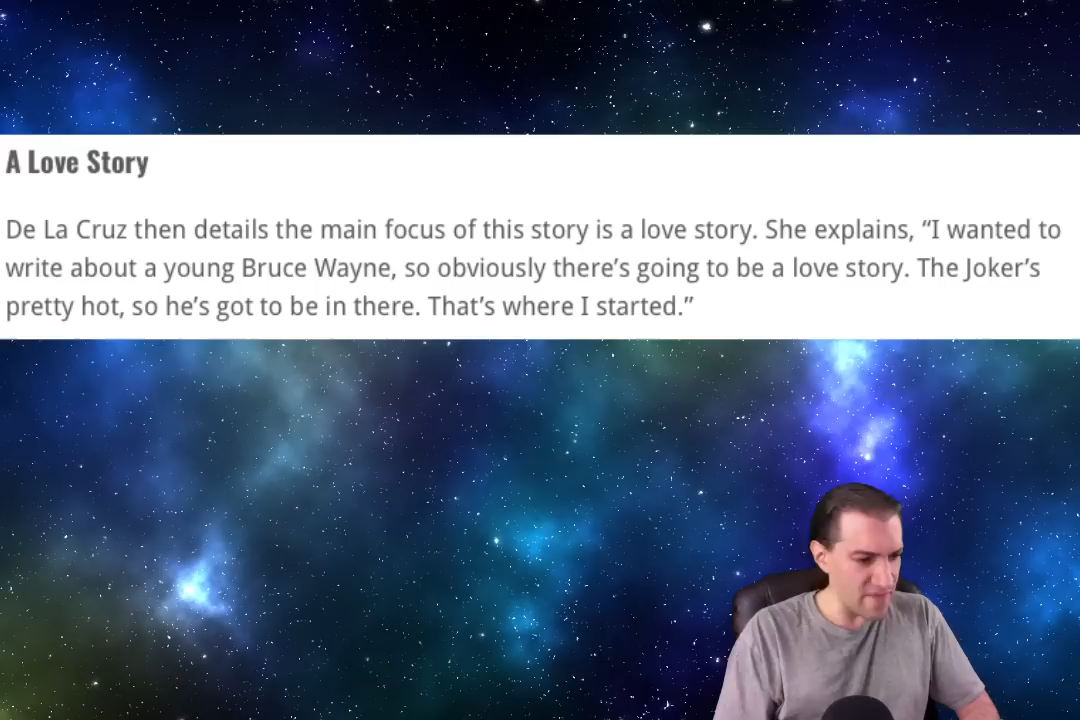 A Love Story
De La Cruz then details the main focus of this story is a love story. She explains, “I wanted to
write about a young Bruce Wayne, so obviously there’s going to be a love story. The Joker’s
pretty hot, so he’s got to be in there. That’s where I started.”